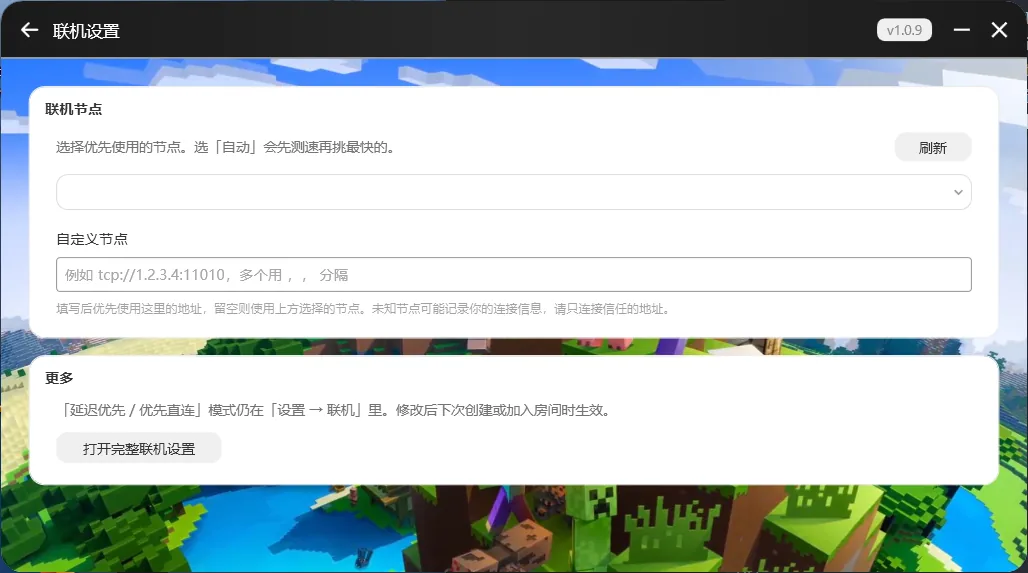 联机设置
v1.0.9
联机节点
选择优先使用的节点。选「自动」会先测速再挑最快的。
刷新
自定义节点
例如 tcp://1.2.3.4:11010，多个用 ，, 分隔
填写后优先使用这里的地址，留空则使用上方选择的节点。未知节点可能记录你的连接信息，请只连接信任的地址。
更多
「延迟优先 / 优先直连」模式仍在「设置 → 联机」里。修改后下次创建或加入房间时生效。
打开完整联机设置